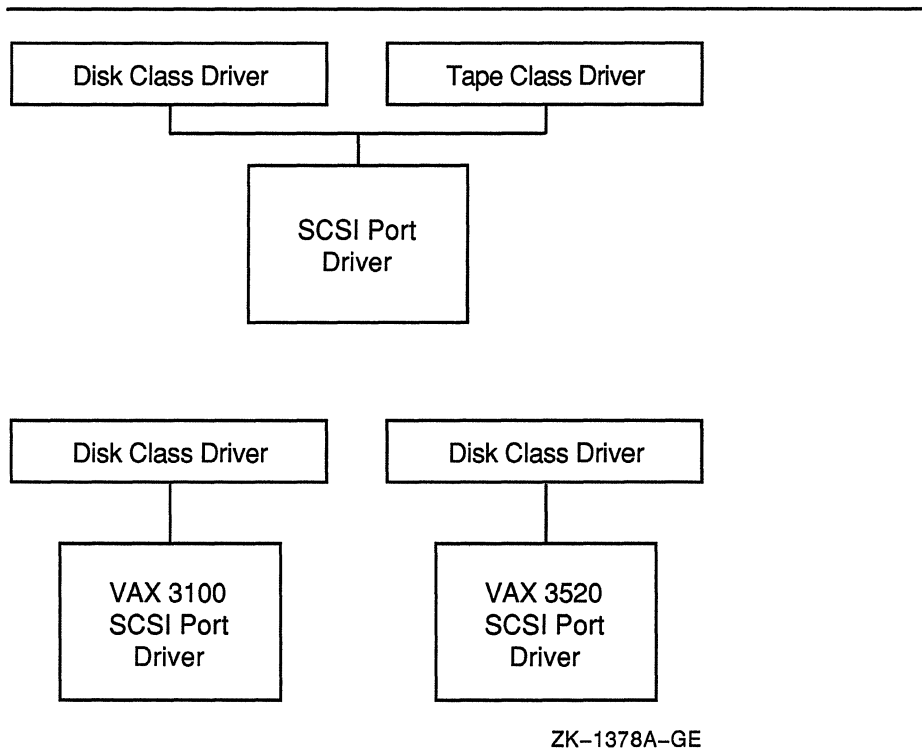 Disk Class Driver
Tape Class Driver
SCSI Port
Driver
Disk Class Driver
Disk Class Driver
VAX 3100
SCSI Port
Driver
VAX 3520
SCSI Port
Driver
ZK–1378A–GE